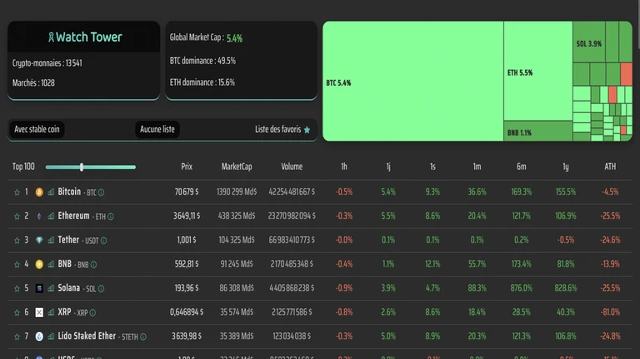 Watch Tower
Crypto-monnaies : 13541
Marchés : 1028
Global Market Cap : 5.4%
BTC dominance : 49.5%
ETH dominance : 15.6%
BTC 5.4%
ETH 5.5%
BNB 1.1%
SOL 3.9%
Avec stable coin Aucune liste Liste des favoris
Top 100 Prix MarketCap Volume 1h 1j 1s 1m 6m 1y ATH
1 Bitcoin - BTC 70679 $ 1390 299 Md$ 42254481667 $ -0.5% 5.4% 9.3% 36.6% 169.3% 155.5% -4.5%
2 Ethereum - ETH 3649,11 $ 438 325 Md$ 23270982094 $ -0.3% 5.5% 8.6% 20.4% 121.7% 106.9% -25.5%
3 Tether - USDT 1,001 $ 104 325 Md$ 66983410773 $ -0.0% 0.1% 0.1% 0.1% 0.2% -0.5% -24.6%
4 BNB - BNB 592,81 $ 91 245 Md$ 2170485348 $ -0.4% 1.1% 12.1% 55.7% 173.4% 81.8% -13.9%
5 Solana - SOL 193,96 $ 86 308 Md$ 4405868238 $ -0.9% 3.9% 4.7% 88.3% 876.0% 828.6% -25.5%
6 XRP - XRP 0,646894 $ 35 574 Md$ 2125771586 $ -0.8% 2.6% 8.6% 18.4% 28.5% 40.3% -81.0%
7 Lido Staked Ether - STETH 3639,98 $ 35 389 Md$ 123034038 $ -0.3% 5.0% 8.9% 20.3% 121.3% 106.8% -24.8%